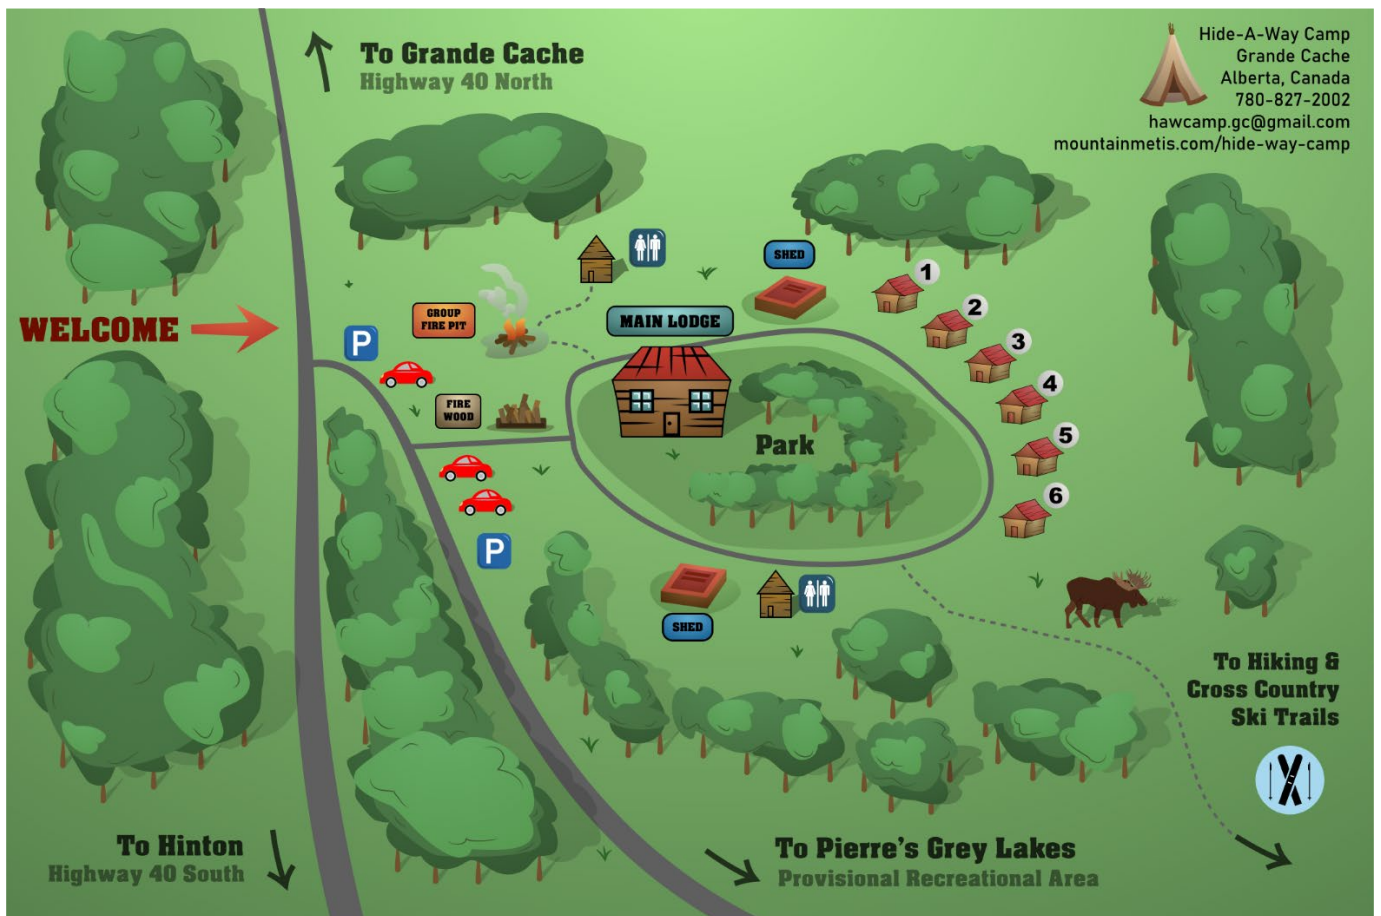 To Grande Cache
Highway 40 North
Hide-A-Way Camp
Grande Cache
Alberta, Canada
780-827-2002
hawcamp.gc@gmail.com
mountainmetis.com/hide-way-camp
WELCOME
P
GROUP
FIRE PIT
FIRE
WOOD
MAIN LODGE
SHED
1
2
3
4
5
6
Park
P
SHED
To Hiking &
Cross Country
Ski Trails
To Hinton
Highway 40 South
To Pierre's Grey Lakes
Provisional Recreational Area